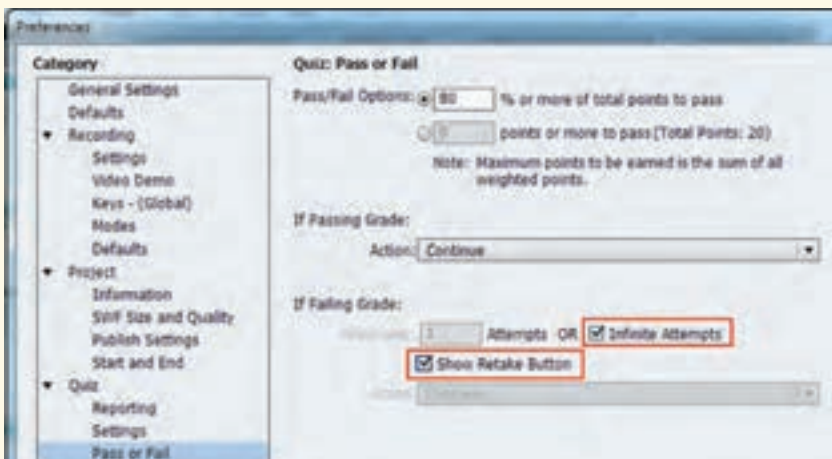 Preferences
Category
General Settings
Defaults
Recording
Settings
Video Demo
Keys - (Global)
Modes
Defaults
Project
Information
SWF Size and Quality
Publish Settings
Start and End
Quiz
Reporting
Settings
Pass or Fail
Quiz: Pass or Fail
Pass/Fail Options: 80 % or more of total points to pass
points or more to pass(Total Points: 20)
Note: Maximum points to be earned is the sum of all
weighted points.
If Passing Grade:
Action: Continue
If Failing Grade:
Attempts OR Infinite Attempts
Show Retake Button